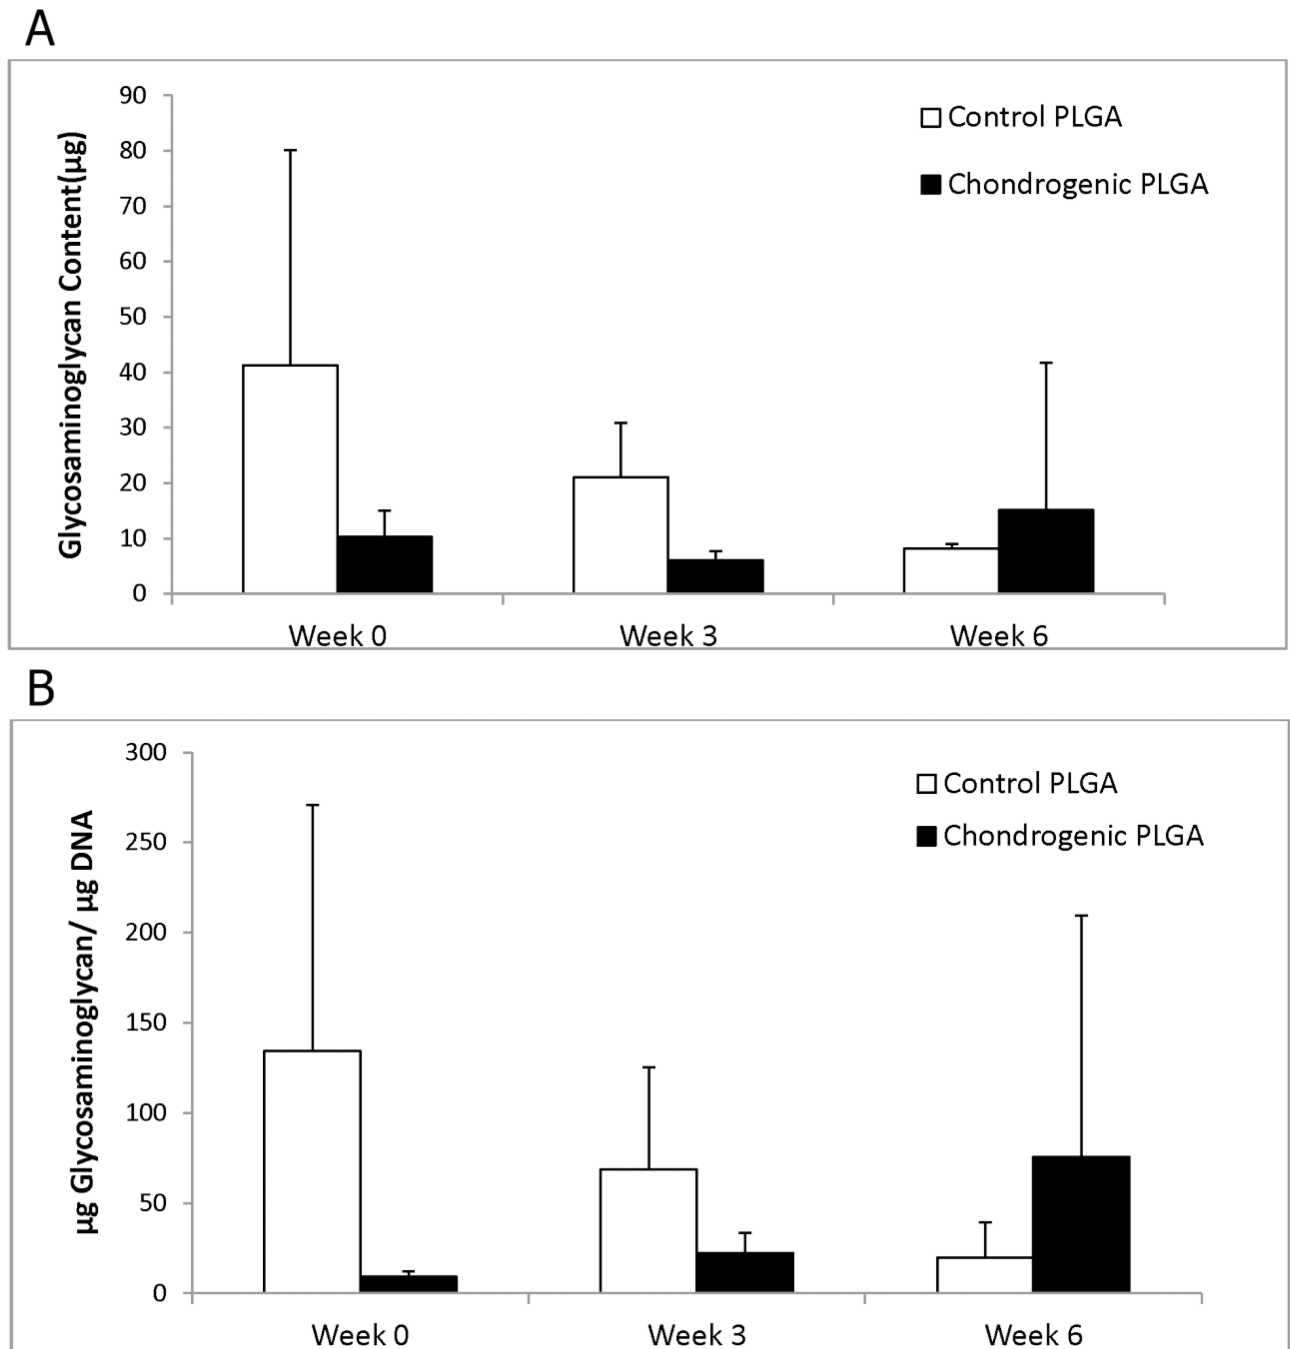 A
Glycosaminoglycan Content(µg)
90
80
70
60
50
40
30
20
10
0
Control PLGA
Chondrogenic PLGA
Week 0
Week 3
Week 6
B
µg Glycosaminoglycan/ µg DNA
300
250
200
150
100
50
0
Control PLGA
Chondrogenic PLGA
Week 0
Week 3
Week 6